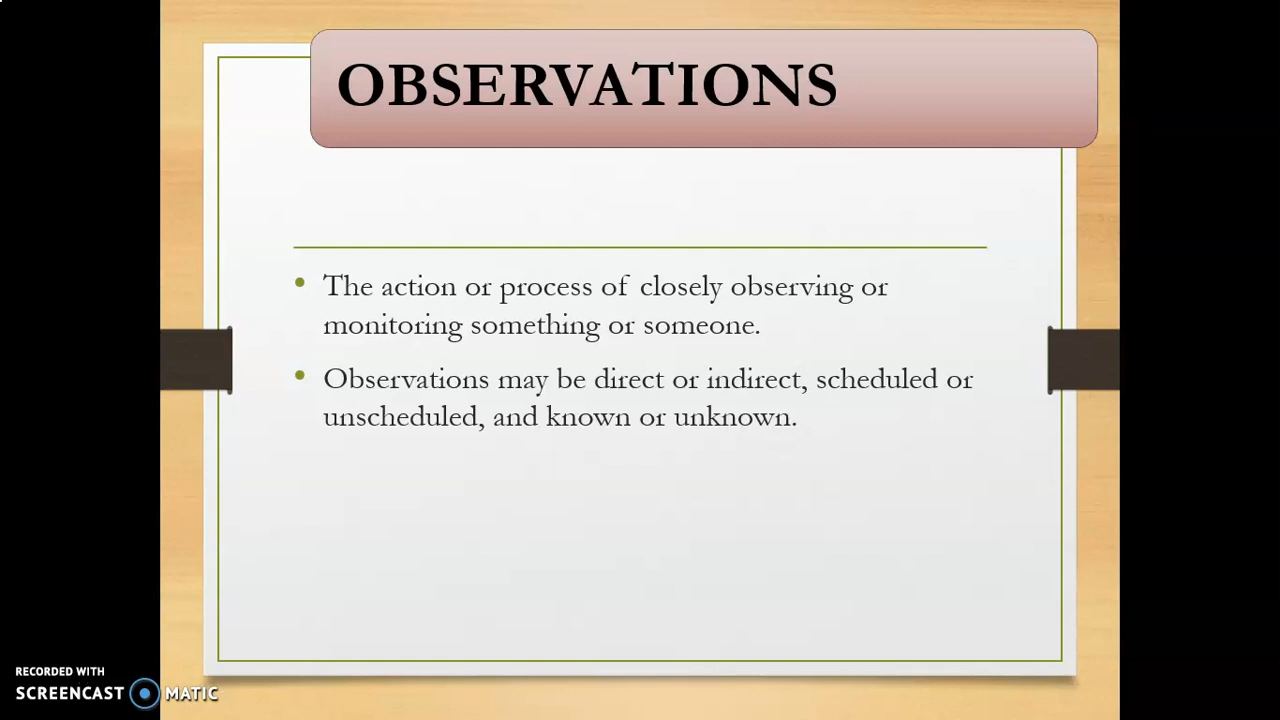 OBSERVATIONS
• The action or process of closely observing or
monitoring something or someone.
• Observations may be direct or indirect, scheduled or
unscheduled, and known or unknown.
RECORDED WITH
SCREENCAST MATIC